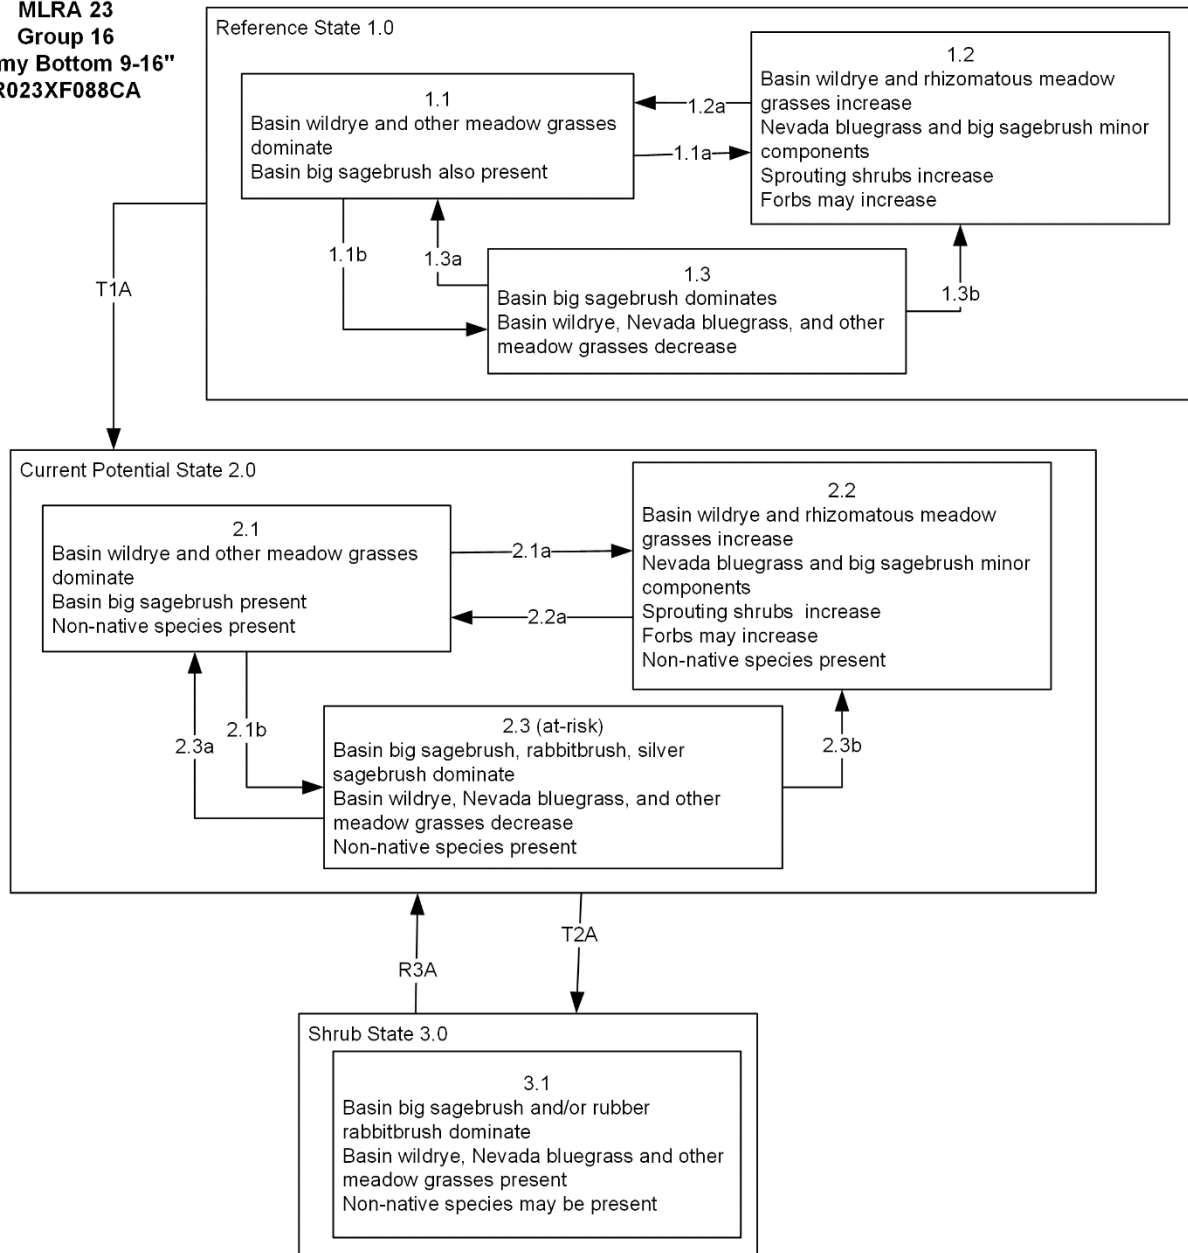 MLRA 23
Group 16
my Bottom 9-16"
R023XF088CA
Reference State 1.0
1.1
Basin wildrye and other meadow grasses
dominate
Basin big sagebrush also present
1.2a
1.1a
1.2
Basin wildrye and rhizomatous meadow
grasses increase
Nevada bluegrass and big sagebrush minor
components
Sprouting shrubs increase
Forbs may increase
1.1b
1.3a
1.3
Basin big sagebrush dominates
Basin wildrye, Nevada bluegrass, and other
meadow grasses decrease
1.3b
T1A
Current Potential State 2.0
2.1
Basin wildrye and other meadow grasses
dominate
Basin big sagebrush present
Non-native species present
2.1a
2.2a
2.2
Basin wildrye and rhizomatous meadow
grasses increase
Nevada bluegrass and big sagebrush minor
components
Sprouting shrubs increase
Forbs may increase
Non-native species present
2.3a
2.1b
2.3 (at-risk)
Basin big sagebrush, rabbitbrush, silver
sagebrush dominate
Basin wildrye, Nevada bluegrass, and other
meadow grasses decrease
Non-native species present
2.3b
T2A
R3A
Shrub State 3.0
3.1
Basin big sagebrush and/or rubber
rabbitbrush dominate
Basin wildrye, Nevada bluegrass and other
meadow grasses present
Non-native species may be present